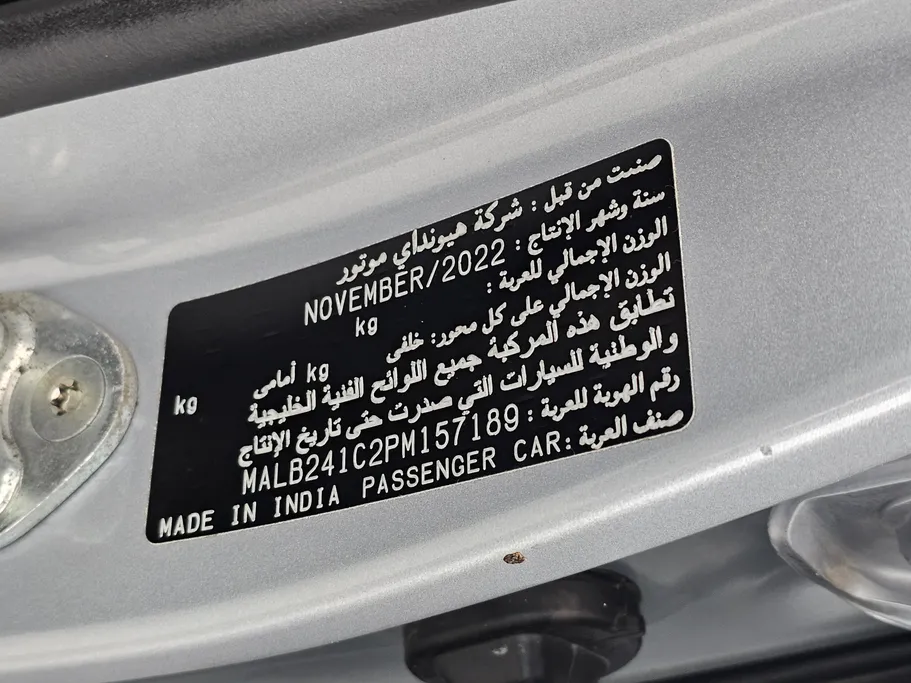 صنعت من قبل : شركة هيونداي موتور
سنة وشهر الإنتاج : NOVEMBER/2022
الوزن الإجمالي للعربة : kg
الوزن الإجمالي على كل محور: خلفى kg أمامى kg
تطابق هذه المركبة جميع اللوائح الفنية الخليجية
والوطنية للسيارات التي صدرت حتى تاريخ الإنتاج
رقم الهوية للعربة : MALB241C2PM157189
صنف العربة : PASSENGER CAR MADE IN INDIA